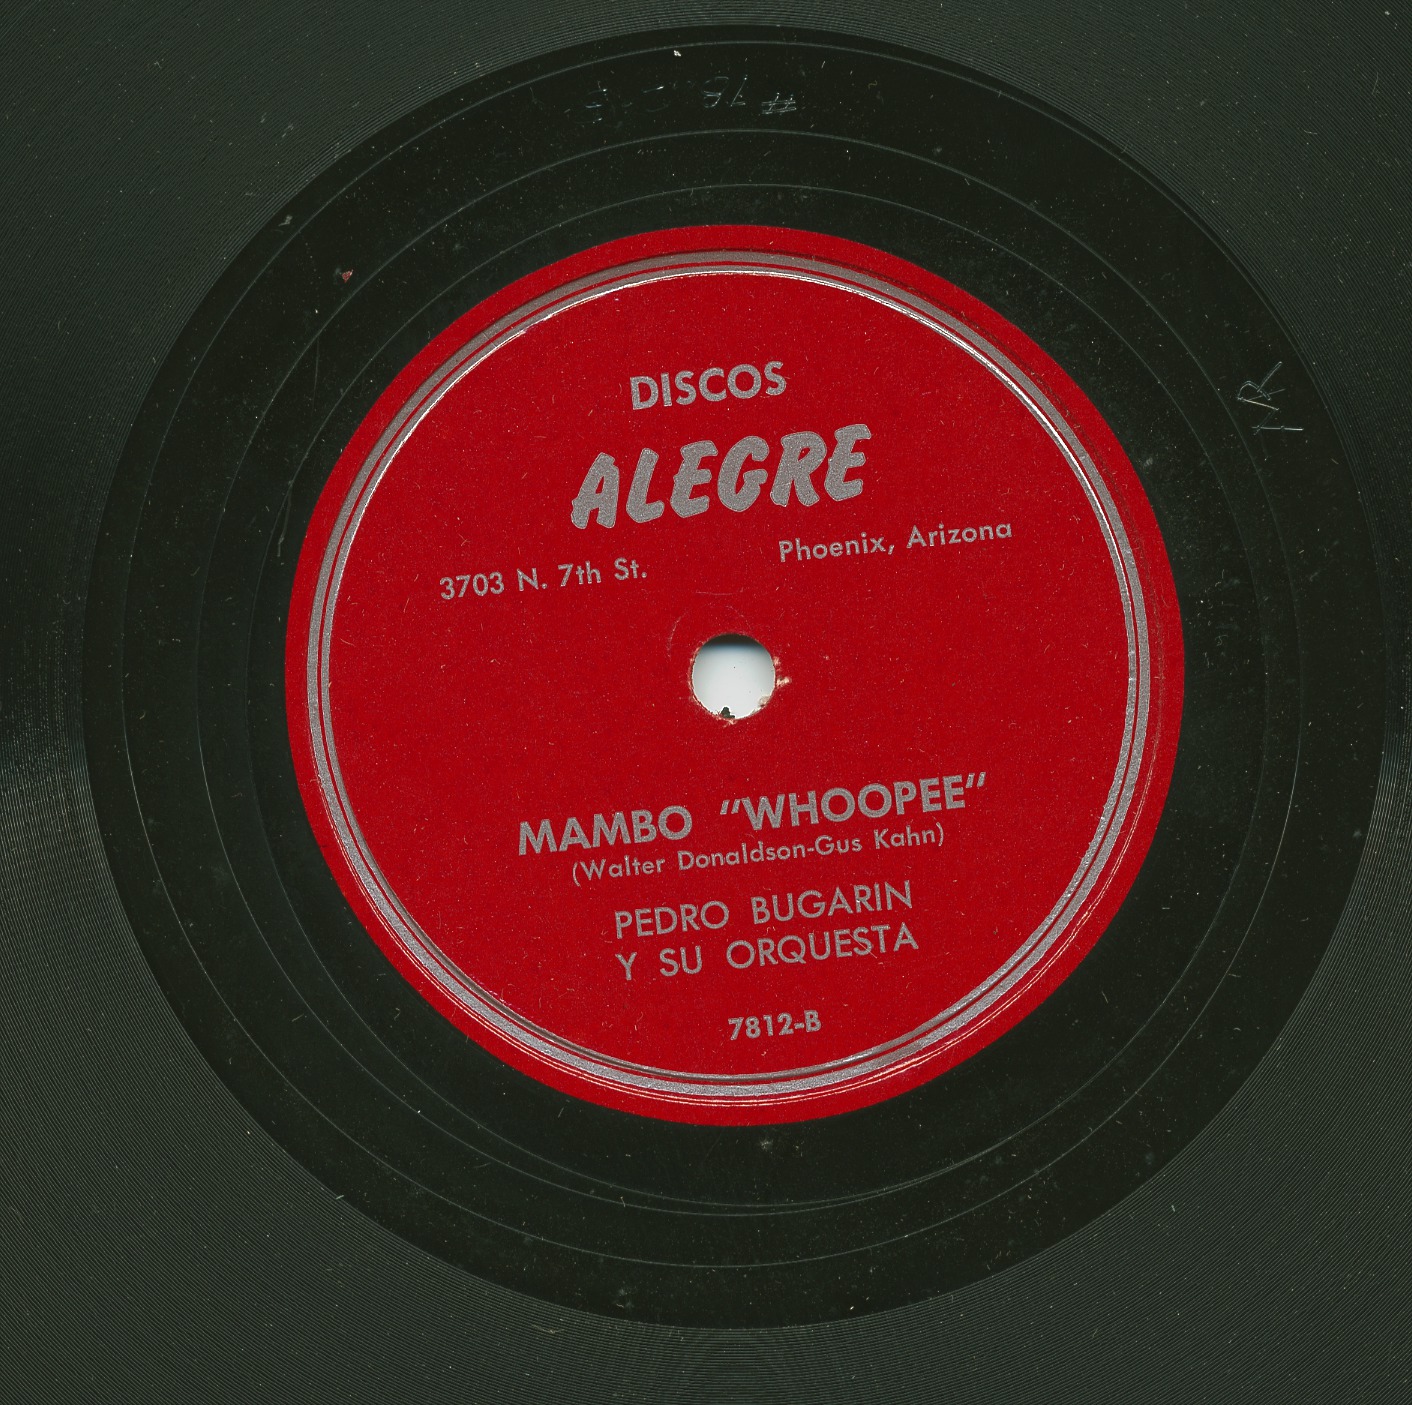 DISCOS
ALEGRE
3703 N. 7th St. Phoenix, Arizona
MAMBO "WHOOPEE"
(Walter Donaldson-Gus Kahn)
PEDRO BUGARIN
Y SU ORQUESTA
7812-B